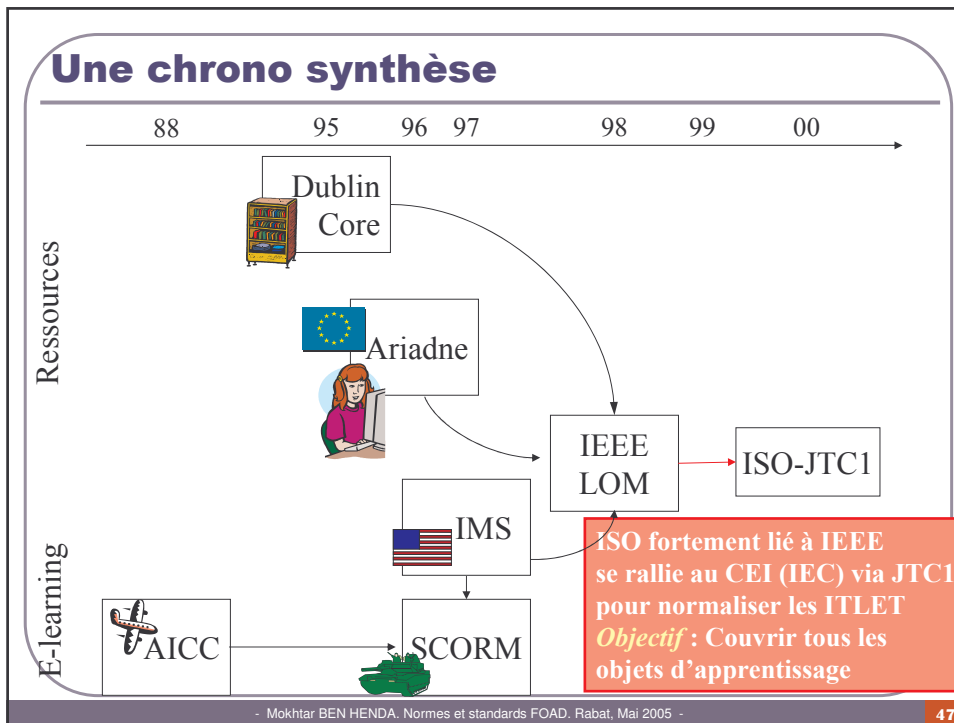 Une chrono synthèse
88 95 96 97 98 99 00
Ressources
E-learning
Dublin
Core
Ariadne
IEEE
LOM
ISO-JTC1
IMS
AICC
SCORM
ISO fortement lié à IEEE
se rallie au CEI (IEC) via JTC1
pour normaliser les ITLET
Objectif : Couvrir tous les
objets d'apprentissage
- Mokhtar BEN HENDA. Normes et standards FOAD. Rabat, Mai 2005 -
47